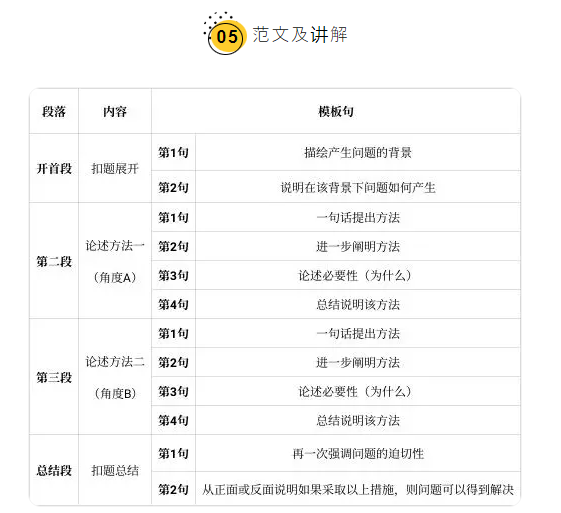 05 范文及讲解
段落 内容 模板句
开首段 扣题展开 第1句 描绘产生问题的背景
第2句 说明在该背景下问题如何产生
第二段 论述方法一（角度A） 第1句 一句话提出方法
第2句 进一步阐明方法
第3句 论述必要性（为什么）
第4句 总结说明该方法
第三段 论述方法二（角度B） 第1句 一句话提出方法
第2句 进一步阐明方法
第3句 论述必要性（为什么）
第4句 总结说明该方法
总结段 扣题总结 第1句 再一次强调问题的迫切性
第2句 从正面或反面说明如果采取以上措施，则问题可以得到解决